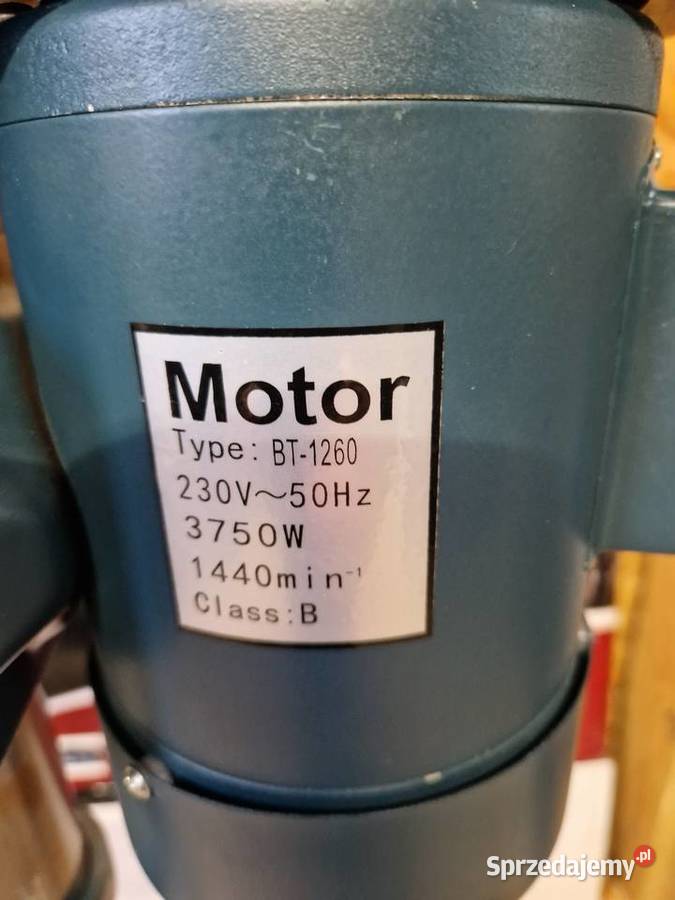 Motor
Type: BT-1260
230V～50Hz
3750W
1440min⁻¹
Class:B
Sprzedajemy.pl